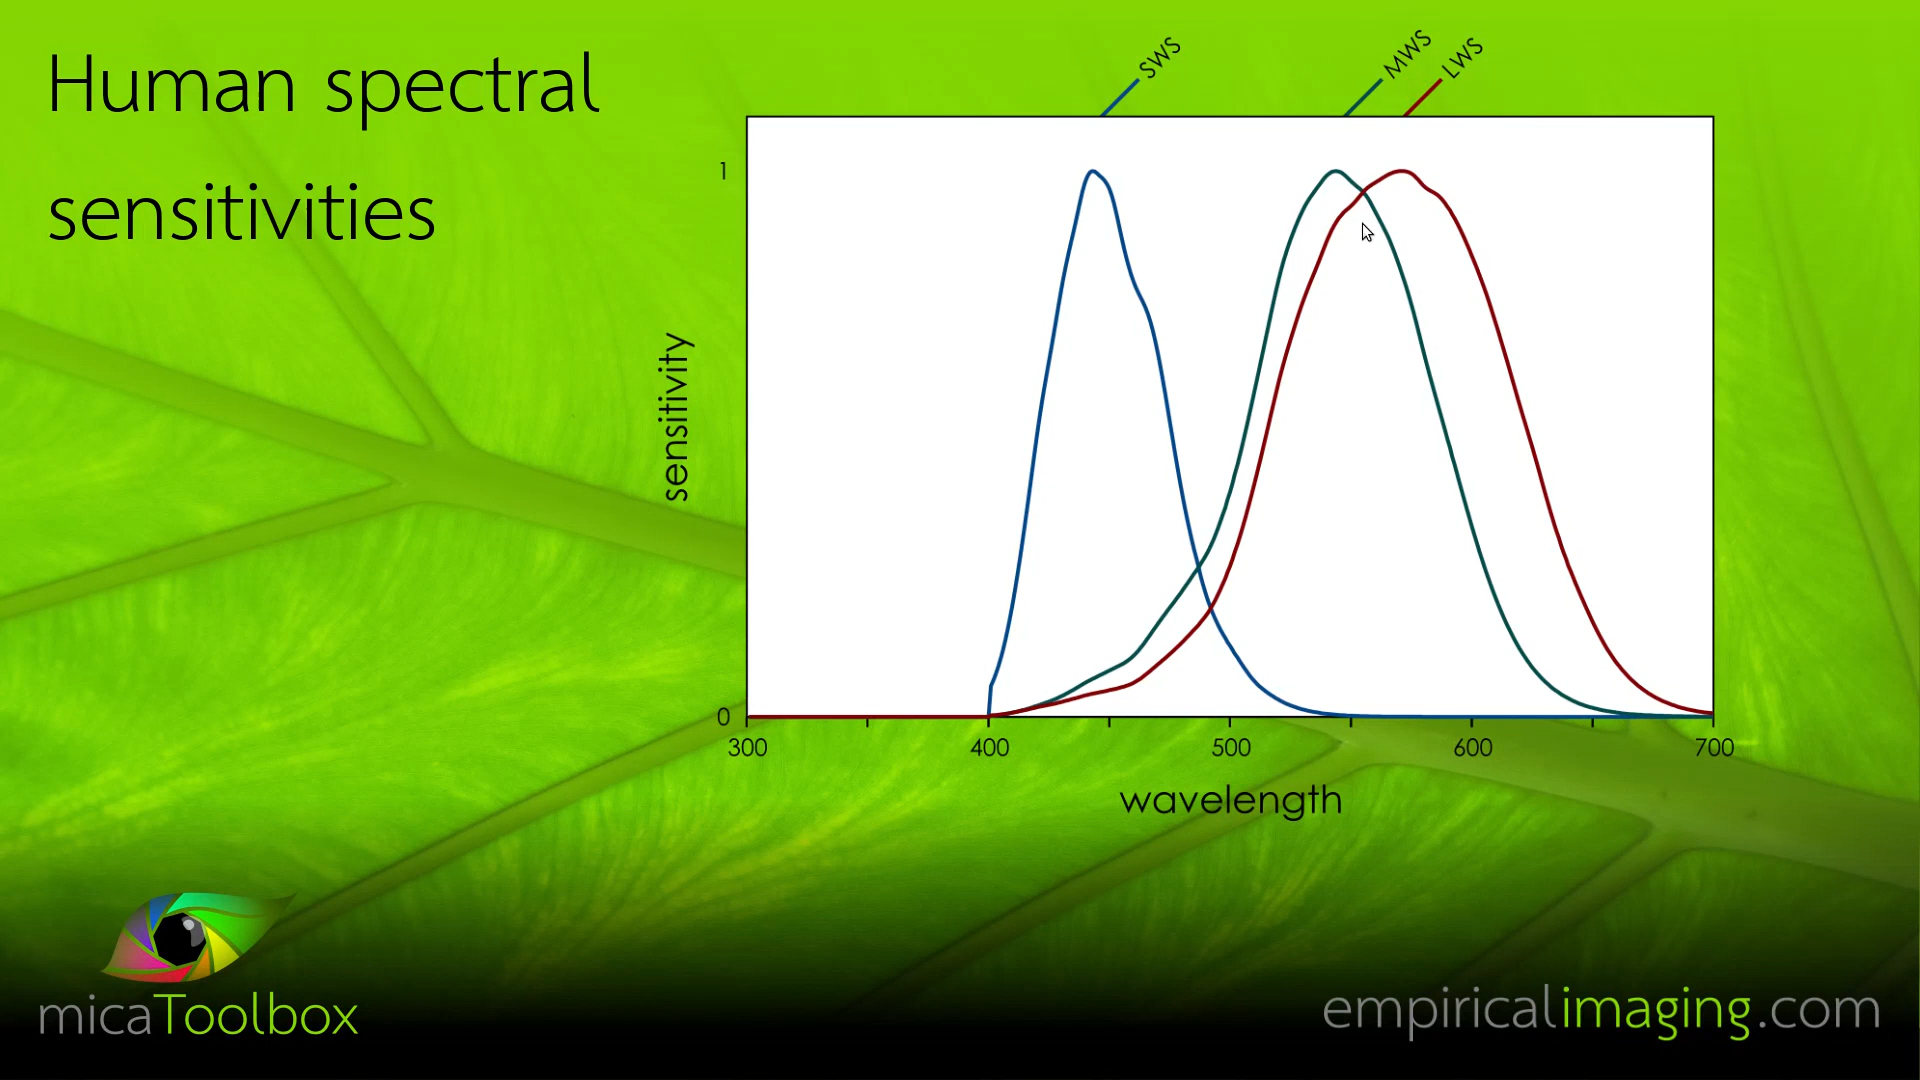 Human spectral
sensitivities
SWS
MWS
LWS
1
sensitivity
0
300 400 500 600 700
wavelength
micaToolbox
empiricalimaging.com